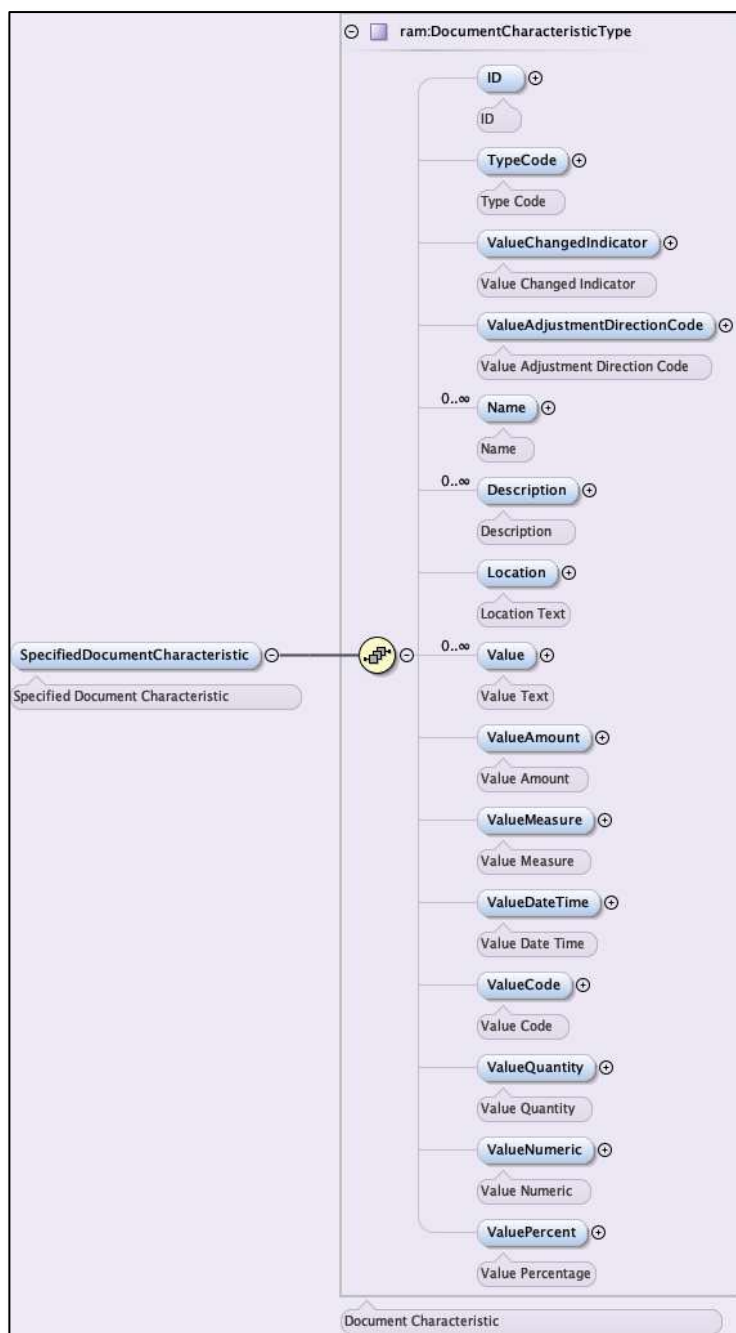 ram:DocumentCharacteristicType
ID
ID
TypeCode
Type Code
ValueChangedIndicator
Value Changed Indicator
ValueAdjustmentDirectionCode
Value Adjustment Direction Code
0..∞ Name
Name
0..∞ Description
Description
Location
Location Text
SpecifiedDocumentCharacteristic
Specified Document Characteristic
0..∞ Value
Value Text
ValueAmount
Value Amount
ValueMeasure
Value Measure
ValueDateTime
Value Date Time
ValueCode
Value Code
ValueQuantity
Value Quantity
ValueNumeric
Value Numeric
ValuePercent
Value Percentage
Document Characteristic